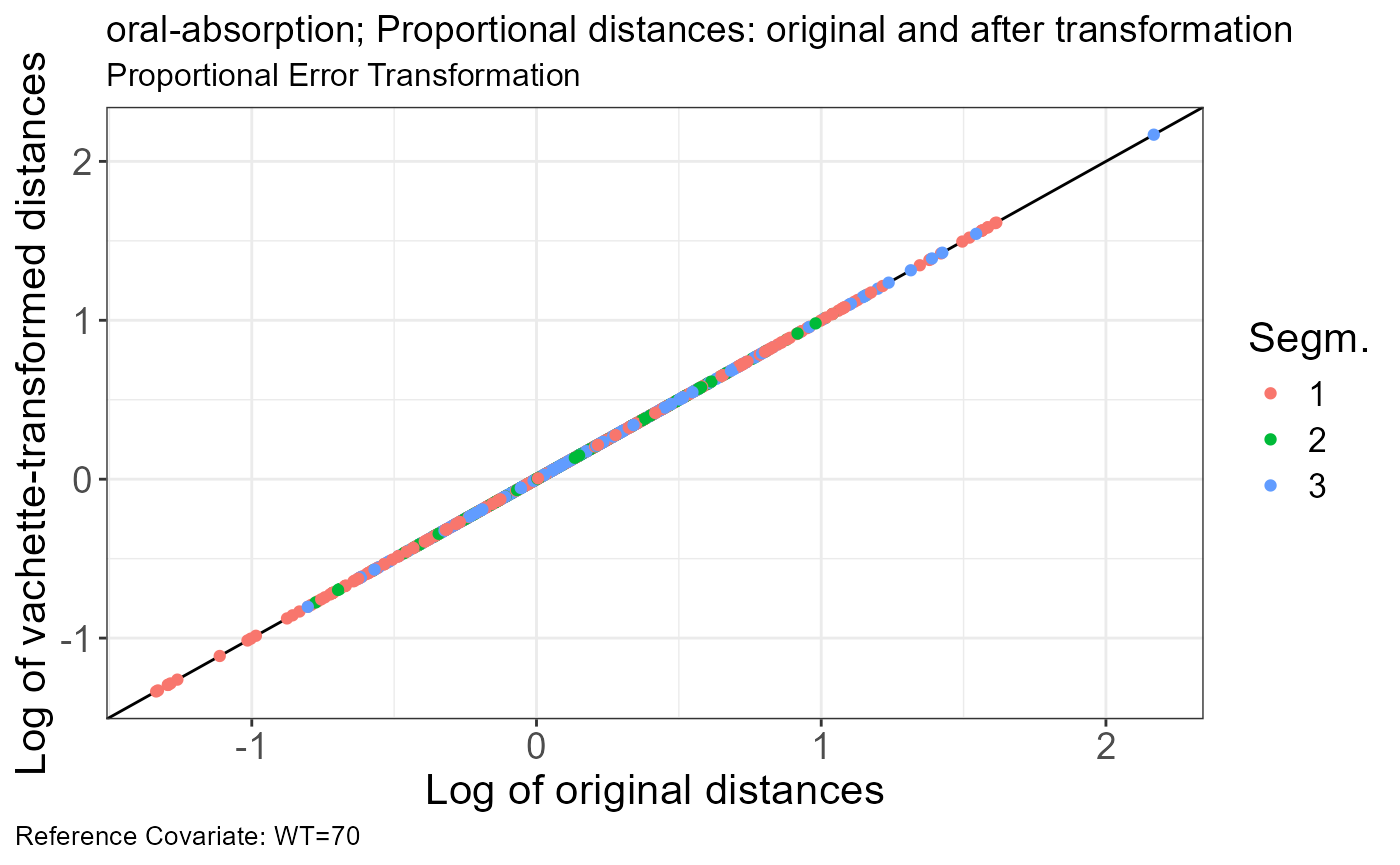 oral-absorption; Proportional distances: original and after transformation
Proportional Error Transformation
Log of vachette-transformed distances
2
1
0
-1
-1
0
1
2
Log of original distances
Segm.
1
2
3
Reference Covariate: WT=70